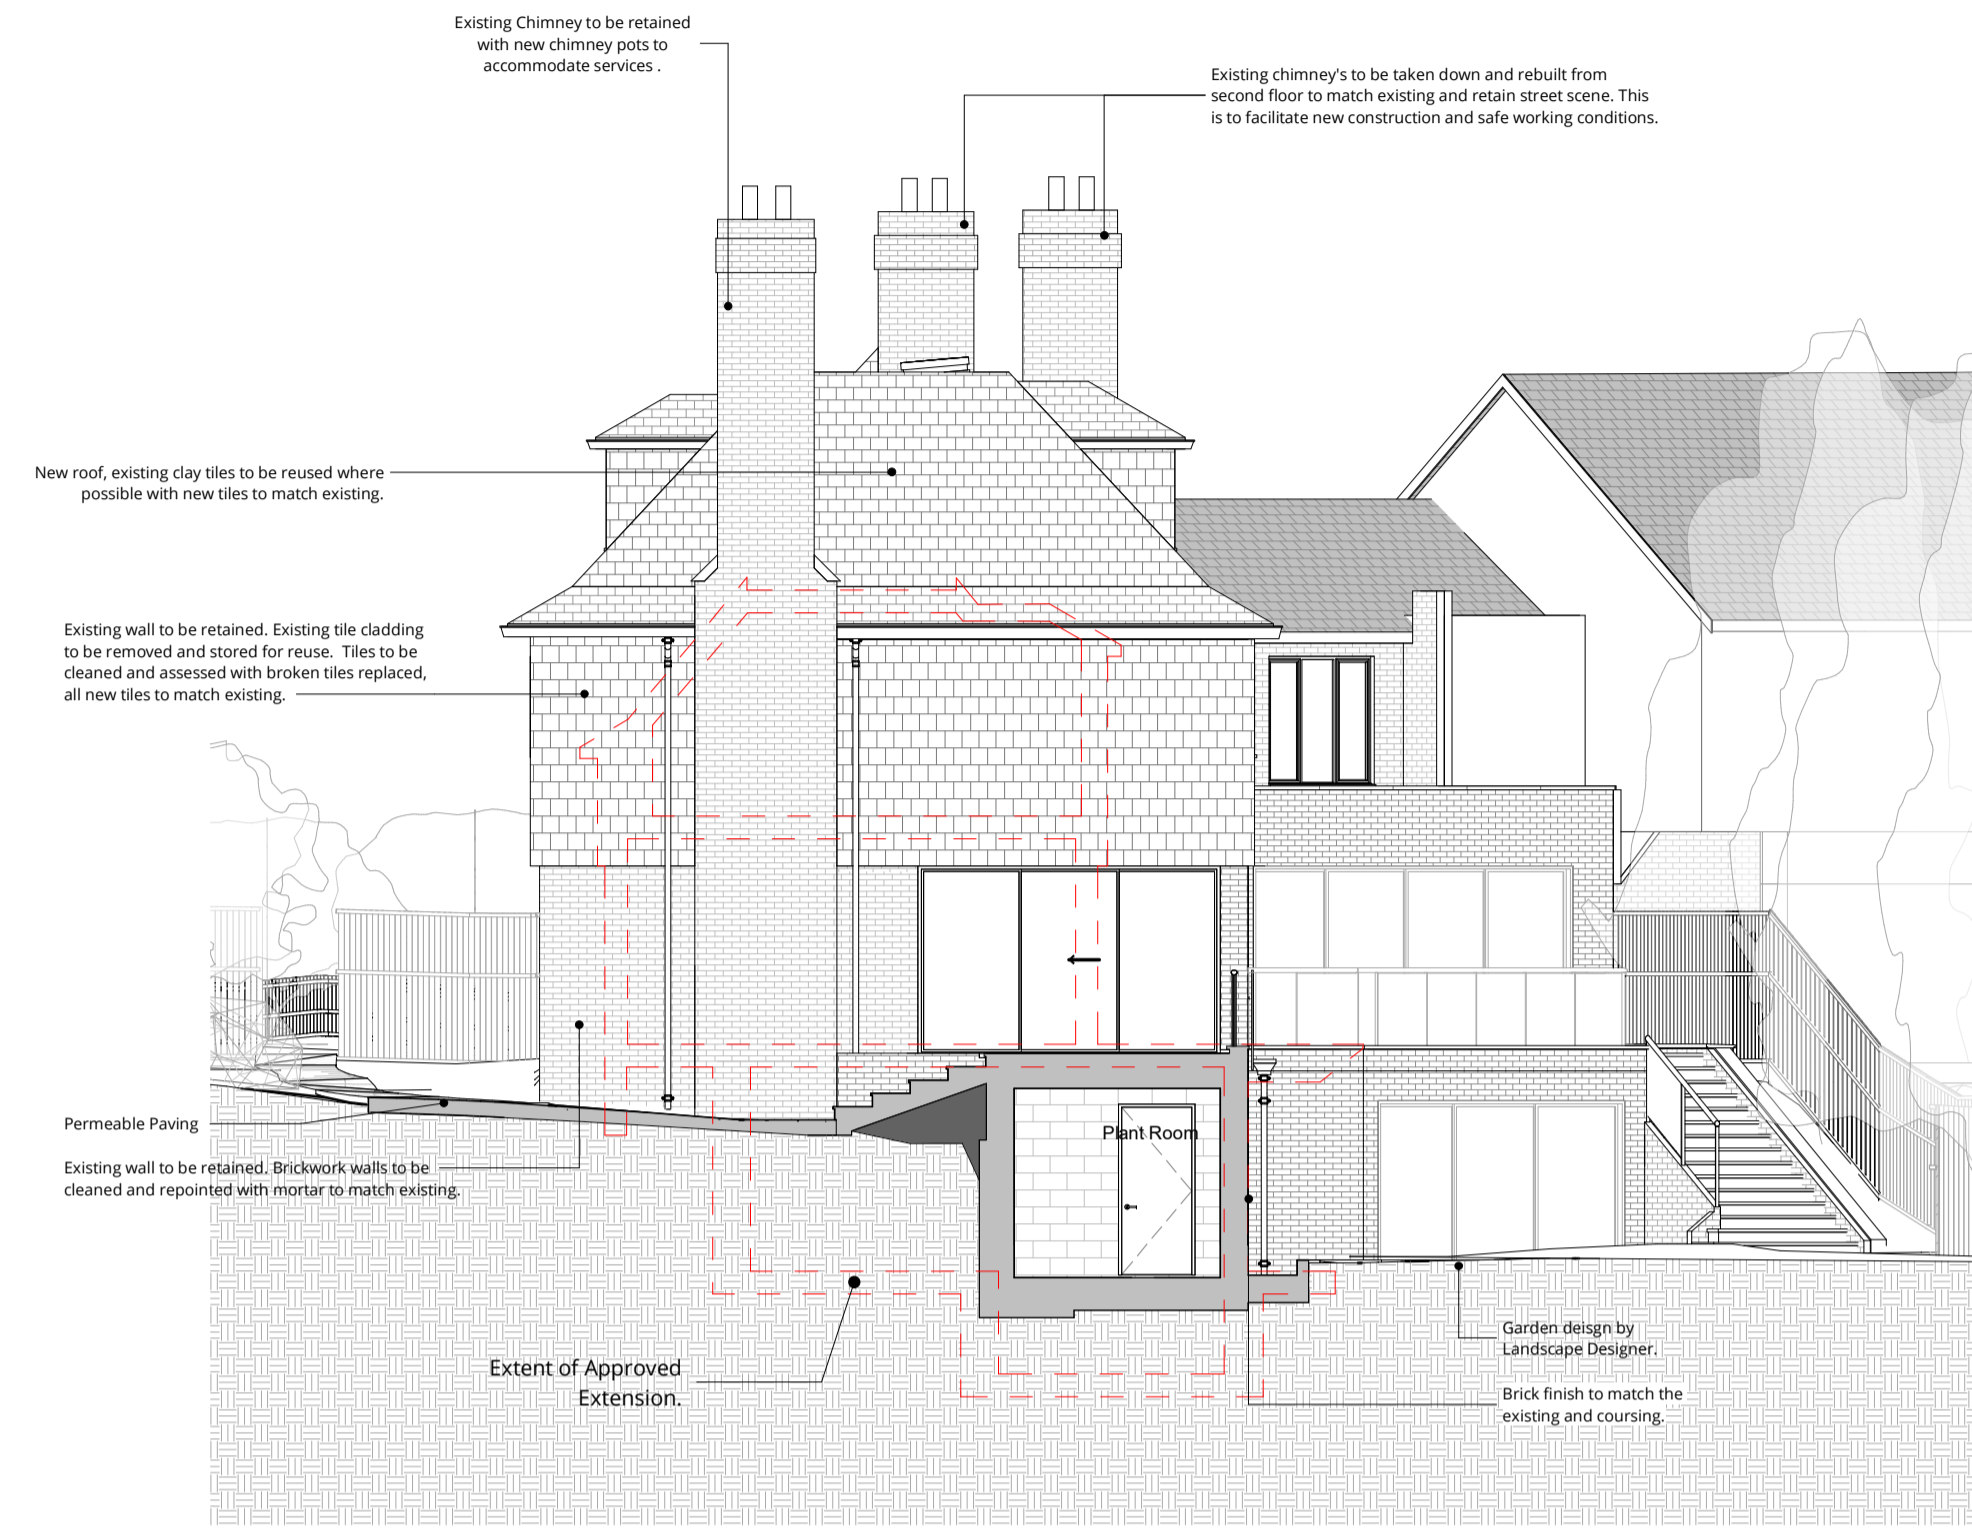 Existing Chimney to be retained
with new chimney pots to
accommodate services .
Existing chimney's to be taken down and rebuilt from
second floor to match existing and retain street scene. This
is to facilitate new construction and safe working conditions.
New roof, existing clay tiles to be reused where
possible with new tiles to match existing.
Existing wall to be retained. Existing tile cladding
to be removed and stored for reuse.  Tiles to be
cleaned and assessed with broken tiles replaced,
all new tiles to match existing.
Permeable Paving
Plant Room
Existing wall to be retained. Brickwork walls to be
cleaned and repointed with mortar to match existing.
Extent of Approved
Extension.
Garden deisgn by
Landscape Designer.
Brick finish to match the
existing and coursing.